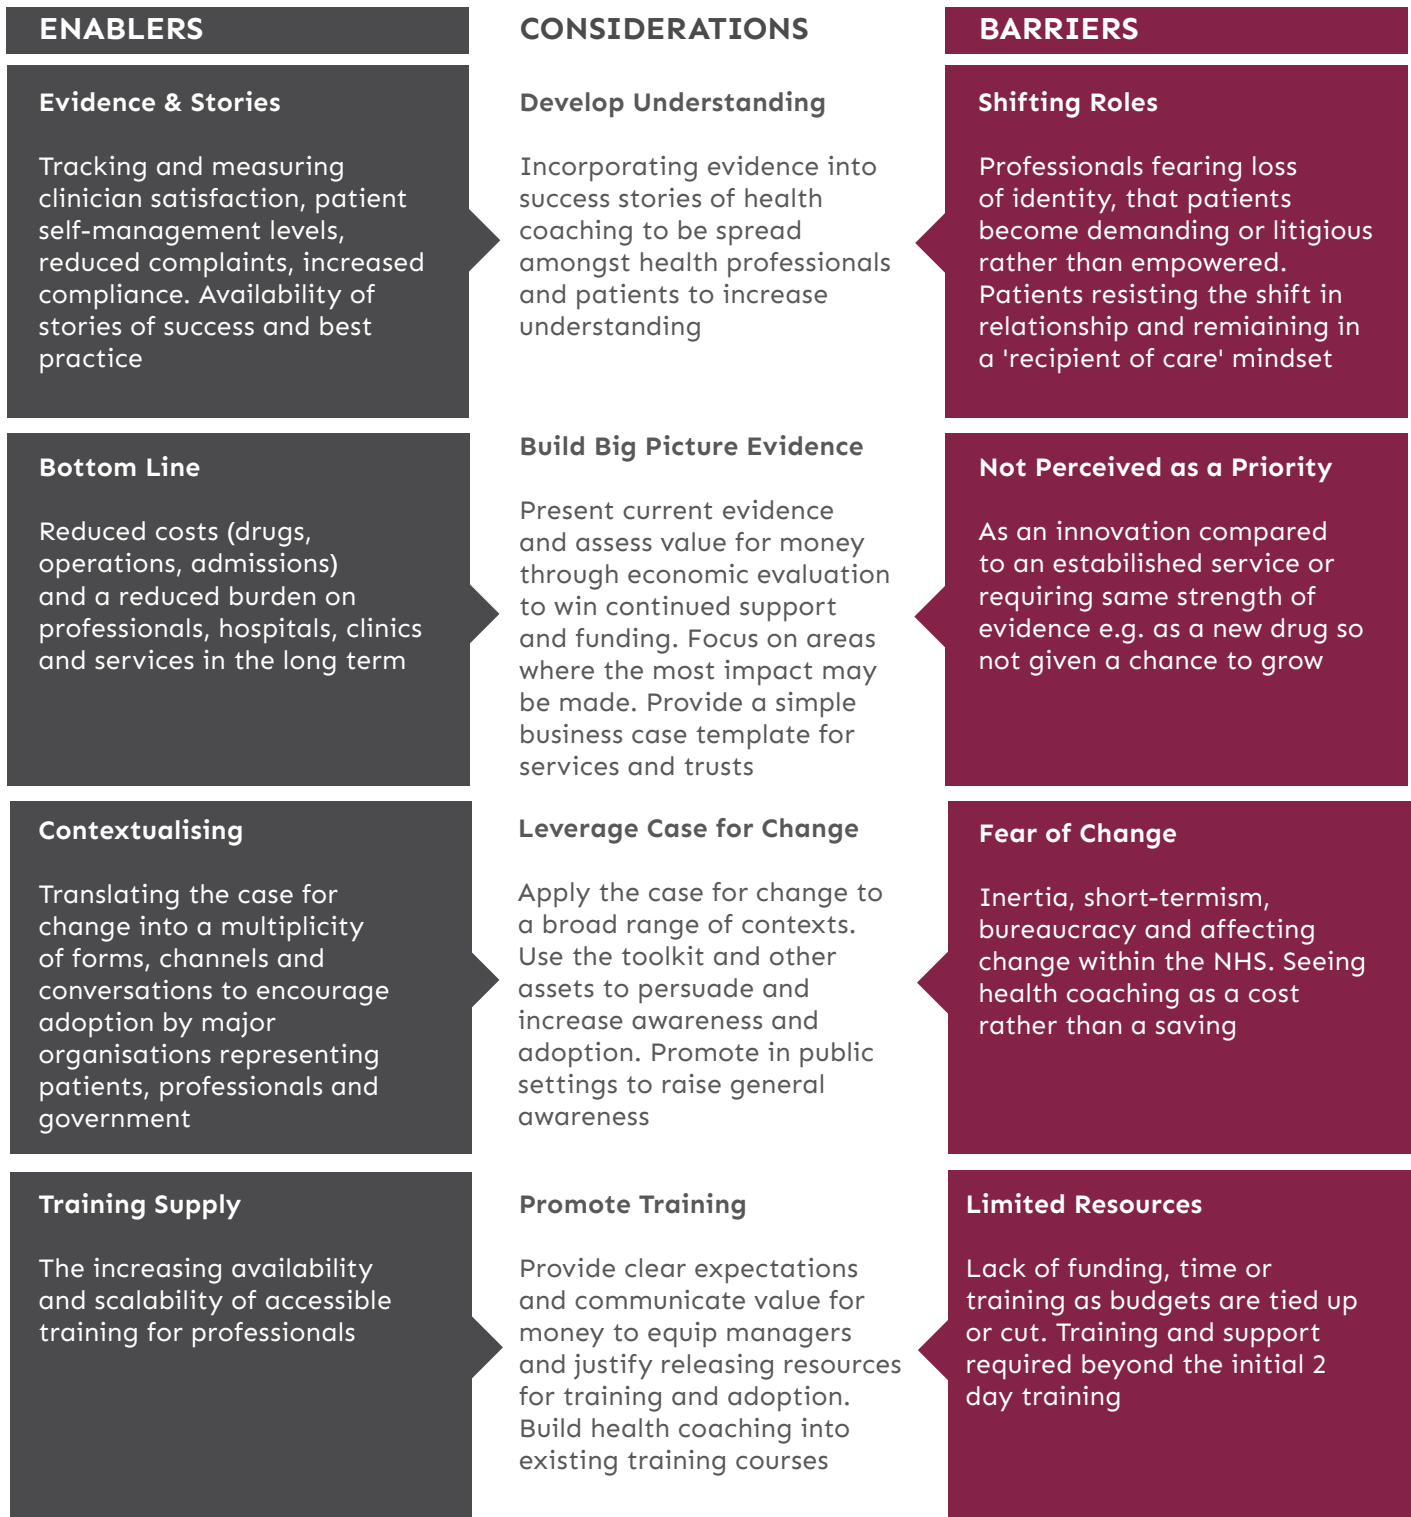 ENABLERS
CONSIDERATIONS
BARRIERS
Evidence & Stories
Tracking and measuring
clinician satisfaction, patient
self-management levels,
reduced complaints, increased
compliance. Availability of
stories of success and best
practice
Develop Understanding
Incorporating evidence into
success stories of health
coaching to be spread
amongst health professionals
and patients to increase
understanding
Shifting Roles
Professionals fearing loss
of identity, that patients
become demanding or litigious
rather than empowered.
Patients resisting the shift in
relationship and remiaining in
a 'recipient of care' mindset
Bottom Line
Reduced costs (drugs,
operations, admissions)
and a reduced burden on
professionals, hospitals, clinics
and services in the long term
Build Big Picture Evidence
Present current evidence
and assess value for money
through economic evaluation
to win continued support
and funding. Focus on areas
where the most impact may
be made. Provide a simple
business case template for
services and trusts
Not Perceived as a Priority
As an innovation compared
to an estabilished service or
requiring same strength of
evidence e.g. as a new drug so
not given a chance to grow
Contextualising
Translating the case for
change into a multiplicity
of forms, channels and
conversations to encourage
adoption by major
organisations representing
patients, professionals and
government
Leverage Case for Change
Apply the case for change to
a broad range of contexts.
Use the toolkit and other
assets to persuade and
increase awareness and
adoption. Promote in public
settings to raise general
awareness
Fear of Change
Inertia, short-termism,
bureaucracy and affecting
change within the NHS. Seeing
health coaching as a cost
rather than a saving
Training Supply
The increasing availability
and scalability of accessible
training for professionals
Promote Training
Provide clear expectations
and communicate value for
money to equip managers
and justify releasing resources
for training and adoption.
Build health coaching into
existing training courses
Limited Resources
Lack of funding, time or
training as budgets are tied up
or cut. Training and support
required beyond the initial 2
day training